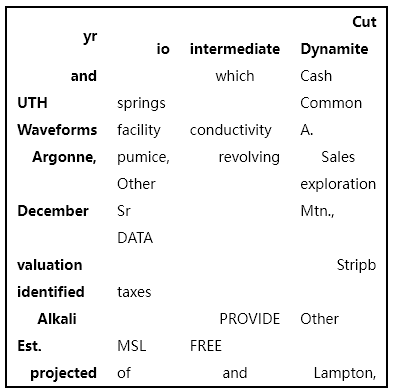 yr io intermediate Cut Dynamite
and which Cash
UTH springs Common
Waveforms facility conductivity A.
Argonne, pumice, revolving Sales
Other exploration
December Sr Mtn.,
DATA
valuation Stripb
identified taxes
Alkali PROVIDE Other
Est. MSL FREE
projected of and Lampton,